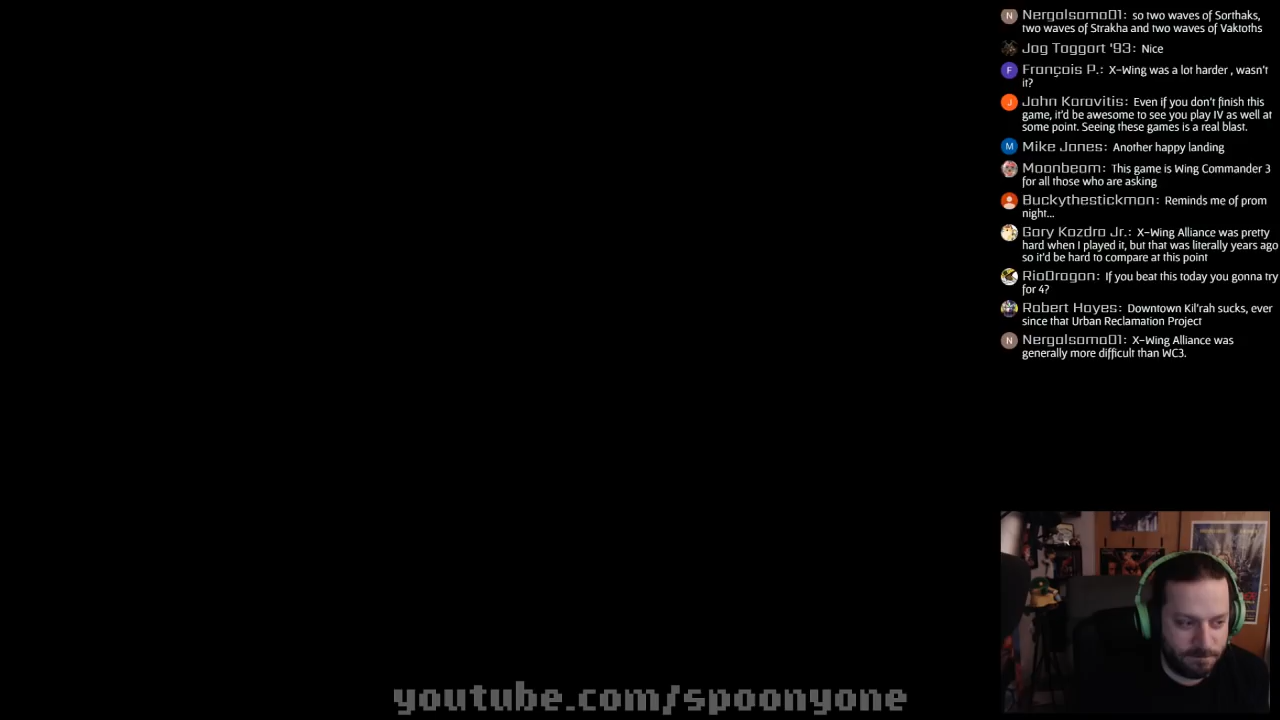 Nergalsama01: so two waves of Sorthaks,
two waves of Strakha and two waves of Vaktoths
Jag Taggart '93: Nice
François P.: X-Wing was a lot harder , wasn't
it?
John Karavitis: Even if you don't finish this
game, it'd be awesome to see you play IV as well at
some point. Seeing these games is a real blast.
Mike Jones: Another happy landing
Moonbeam: This game is Wing Commander 3
for all those who are asking
Buckythestickman: Reminds me of prom
night...
Gary Kazdra Jr.: X-Wing Alliance was pretty
hard when I played it, but that was literally years ago
so it'd be hard to compare at this point
RioDragon: If you beat this today you gonna try
for 4?
Robert Hayes: Downtown Kil'rah sucks, ever
since that Urban Reclamation Project
Nergalsama01: X-Wing Alliance was
generally more difficult than WC3.
youtube.com/spoonyone